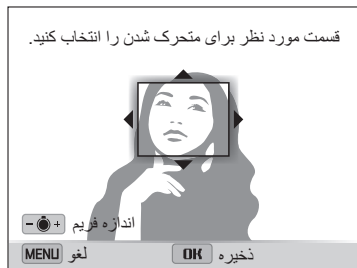 قسمت مورد نظر برای متحرک شدن را انتخاب کنید.
اندازه فریم
ذخیره OK لغو MENU